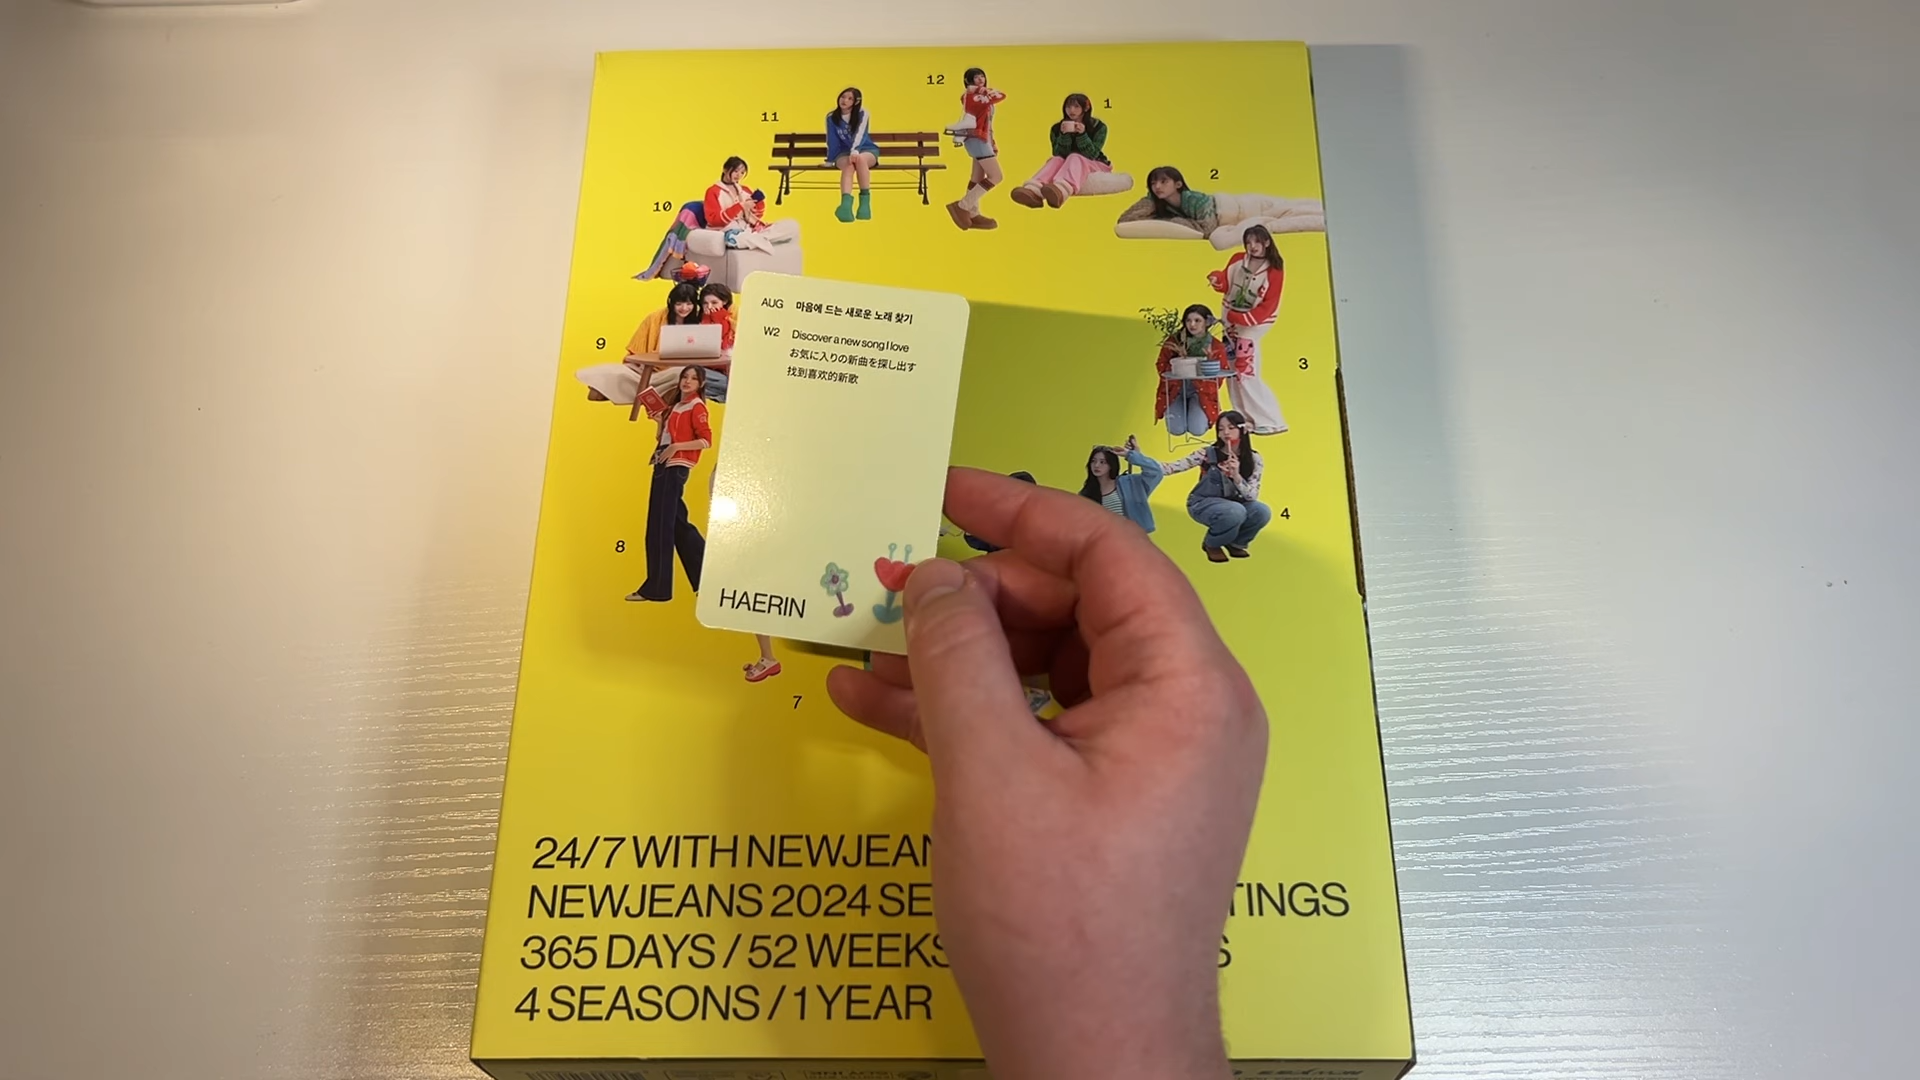 12
11
1
2
10
AUG 마음에 드는 새로운 노래 찾기
W2 Discover a new song I love
お気に入りの新曲を探し出す
找到喜欢的新歌
9
3
4
8
HAERIN
7
24/7 WITH
NEWJEANS 2024
TINGS
365 DAYS / 52 WEEKS
4 SEASONS / 1 YEAR